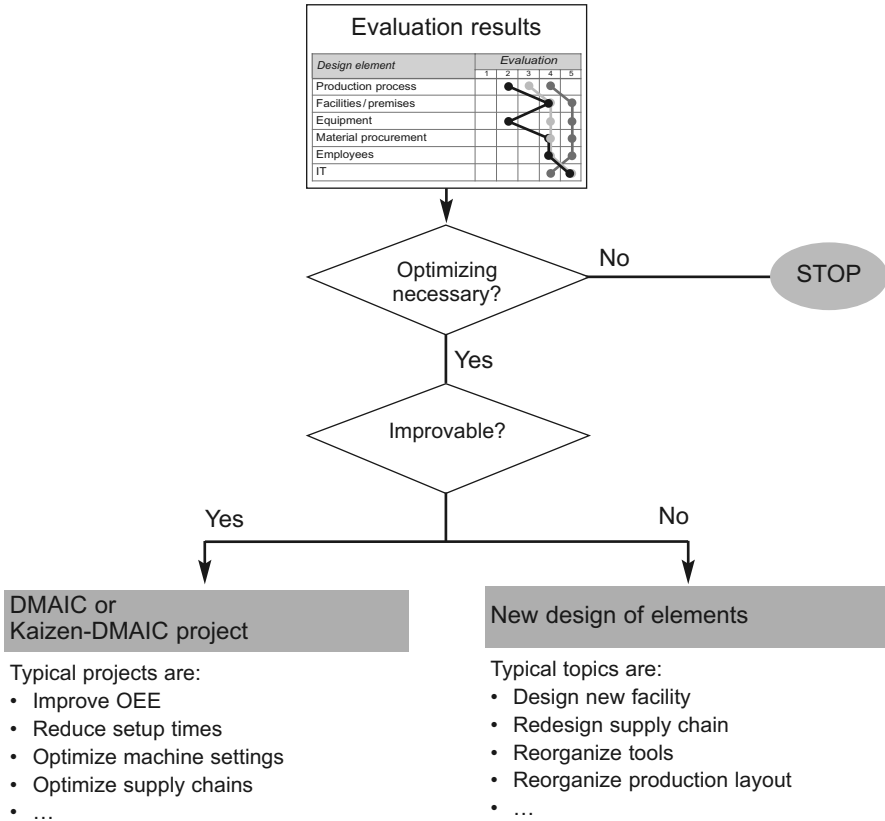 Evaluation results
Design element
Evaluation
1 2 3 4 5
Production process
Facilities/premises
Equipment
Material procurement
Employees
IT
Optimizing
necessary?
No
STOP
Yes
Improvable?
Yes
No
DMAIC or
Kaizen-DMAIC project
Typical projects are:
• Improve OEE
• Reduce setup times
• Optimize machine settings
• Optimize supply chains
• …
New design of elements
Typical topics are:
• Design new facility
• Redesign supply chain
• Reorganize tools
• Reorganize production layout
• …